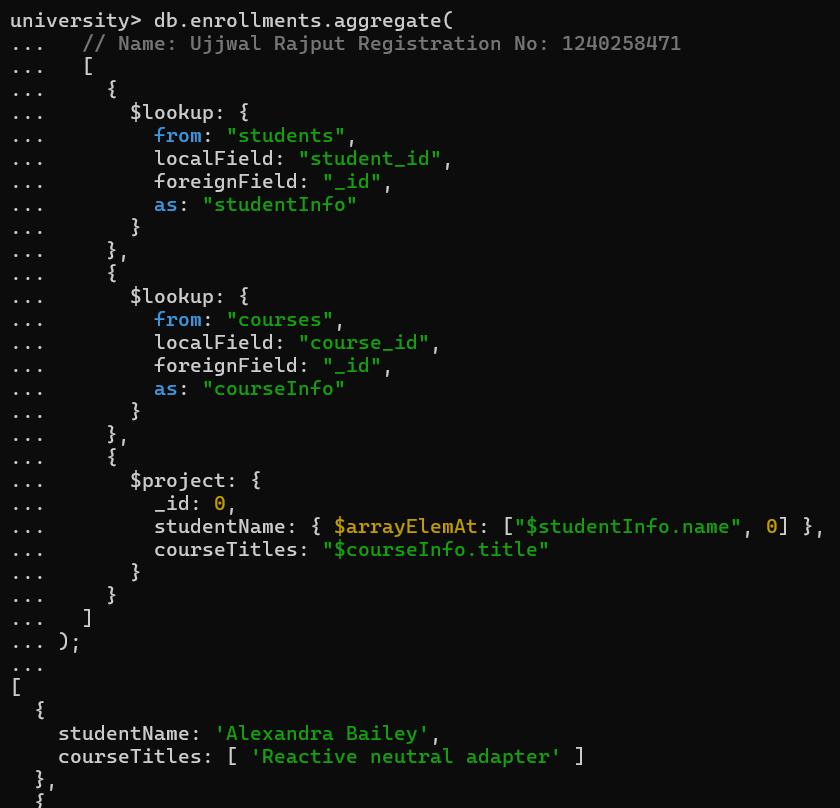 university> db.enrollments.aggregate(
...   // Name: Ujjwal Rajput Registration No: 1240258471
...   [
...     {
...       $lookup: {
...         from: "students",
...         localField: "student_id",
...         foreignField: "_id",
...         as: "studentInfo"
...       }
...     },
...     {
...       $lookup: {
...         from: "courses",
...         localField: "course_id",
...         foreignField: "_id",
...         as: "courseInfo"
...       }
...     },
...     {
...       $project: {
...         _id: 0,
...         studentName: { $arrayElemAt: ["$studentInfo.name", 0] },
...         courseTitles: "$courseInfo.title"
...       }
...     }
...   ]
... );
...
[
  {
    studentName: 'Alexandra Bailey',
    courseTitles: [ 'Reactive neutral adapter' ]
  },
  {